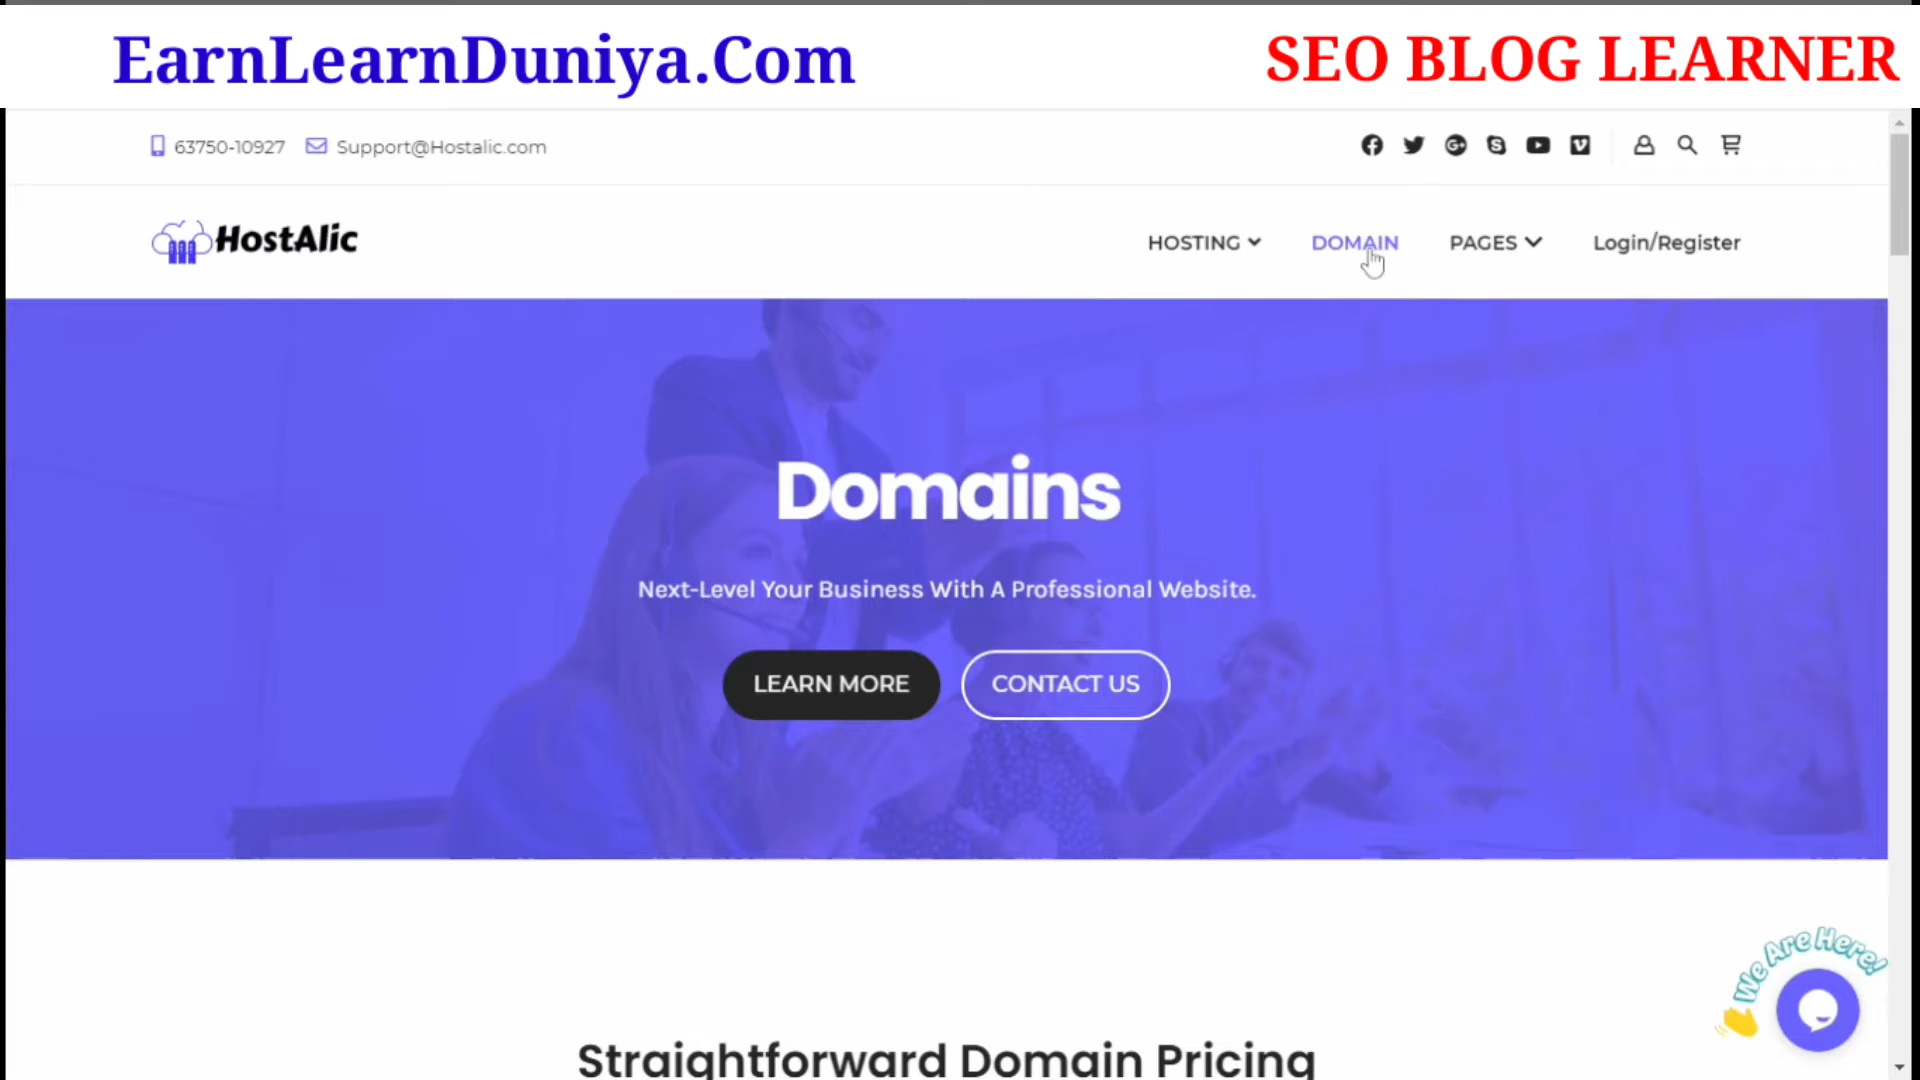 EarnLearnDuniya.Com
SEO BLOG LEARNER
63750-10927
Support@Hostalic.com
HostAlic
HOSTING
DOMAIN
PAGES
Login/Register
Domains
Next-Level Your Business With A Professional Website.
LEARN MORE
CONTACT US
We Are Here!
Straightforward Domain Pricing